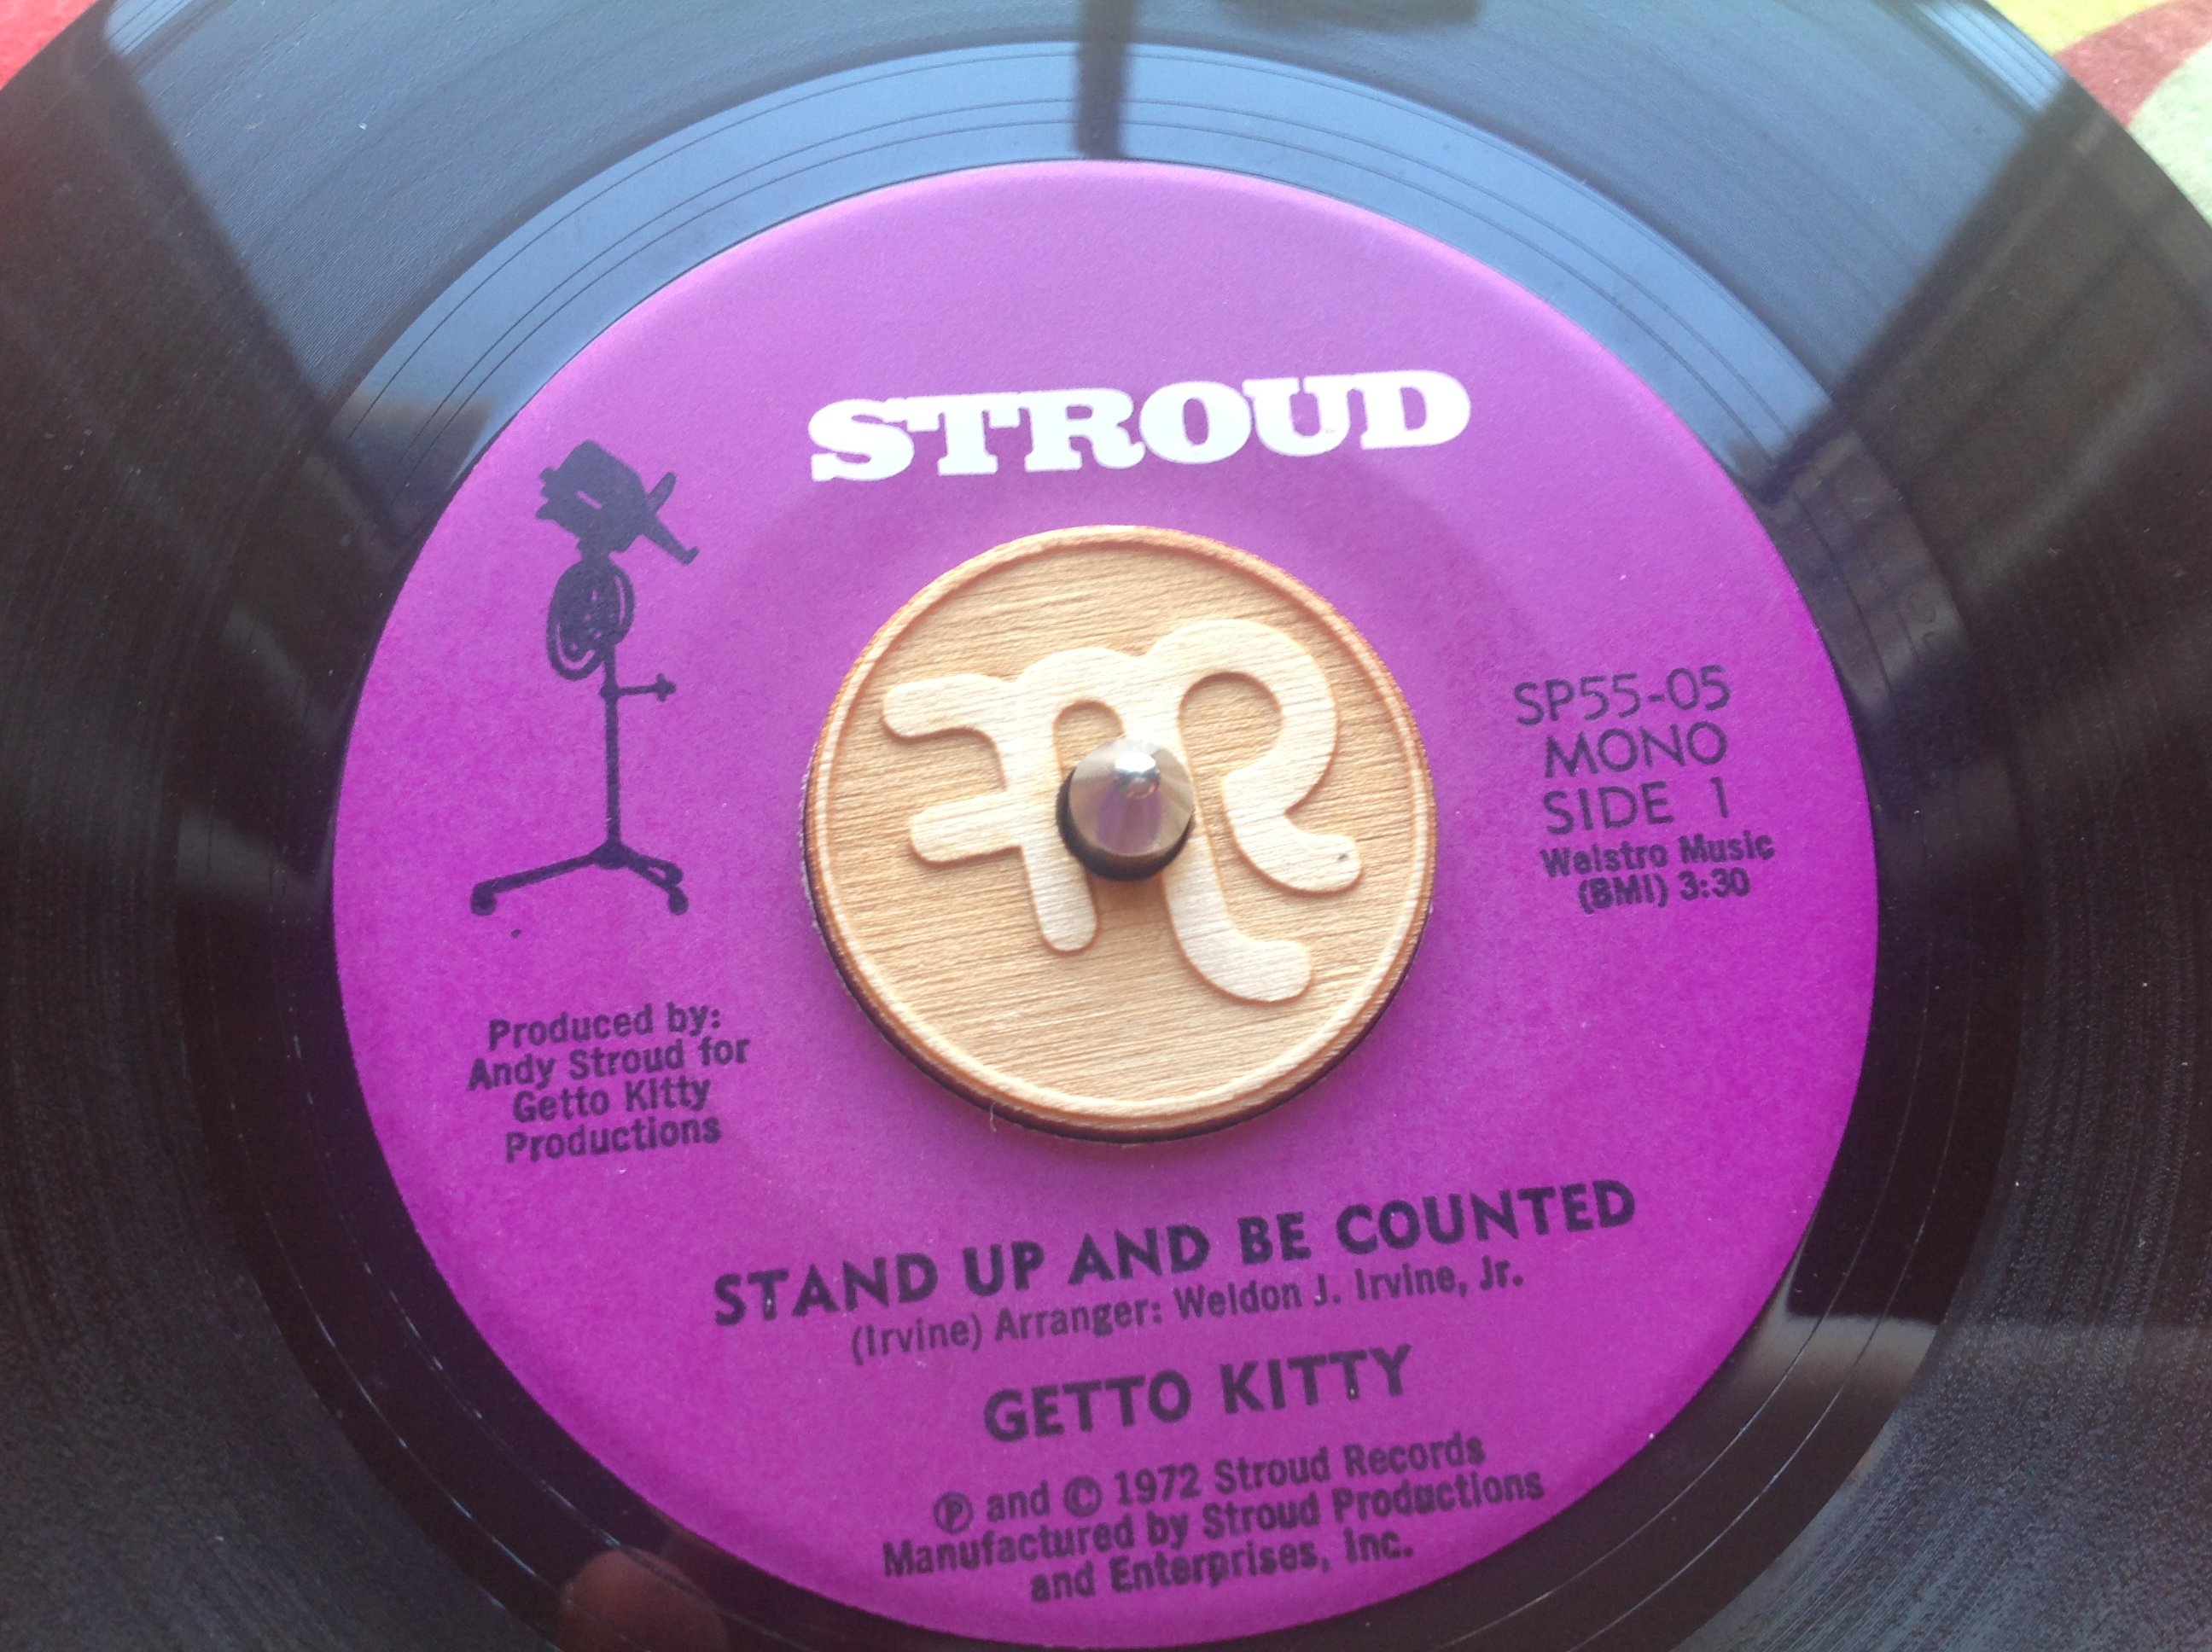 STROUD
SP55-05
MONO
SIDE 1
Welstro Music
(BMI) 3:30
Produced by:
Andy Stroud for
Getto Kitty
Productions
STAND UP AND BE COUNTED
(Irvine) Arranger: Weldon J. Irvine, Jr.
GETTO KITTY
Ⓟ and © 1972 Stroud Records
Manufactured by Stroud Productions
and Enterprises, Inc.